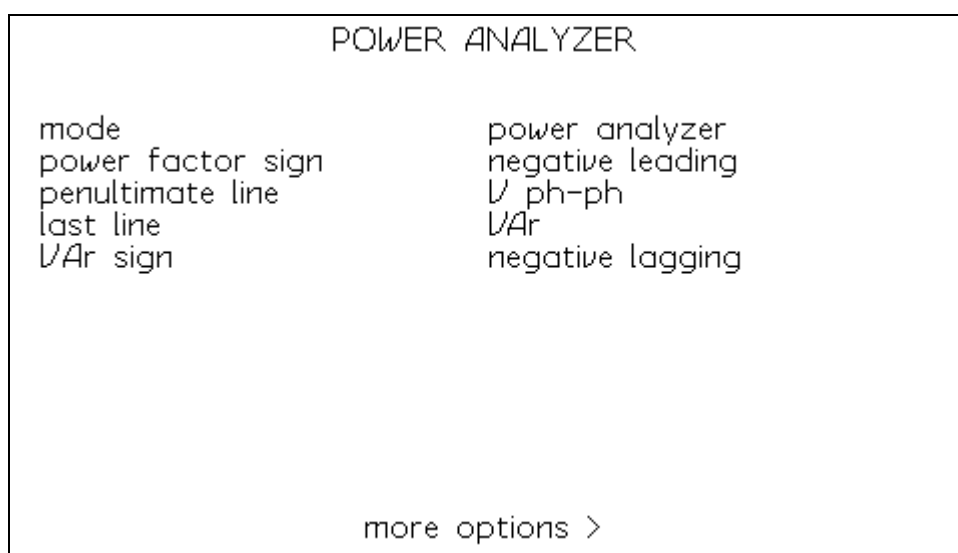 POWER ANALYZER
mode power analyzer
power factor sign negative leading
penultimate line V ph-ph
last line VAr
VAr sign negative lagging
more options >